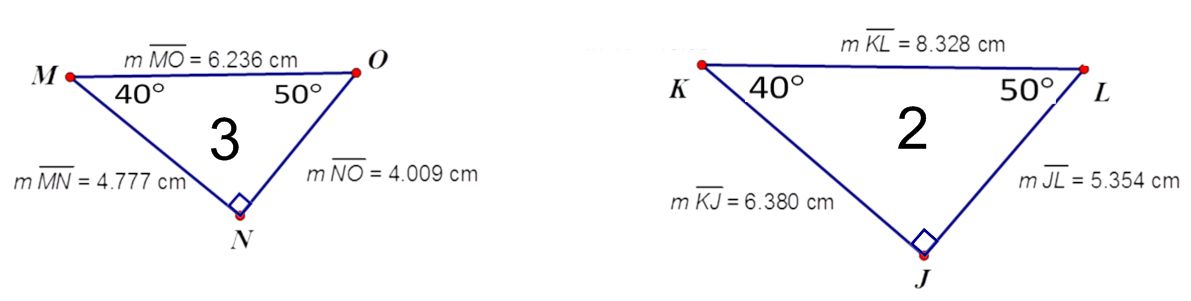 m MO = 6.236 cm
M
O
40°
50°
3
m MN = 4.777 cm
m NO = 4.009 cm
N
m KL = 8.328 cm
K
L
40°
50°
2
m KJ = 6.380 cm
m JL = 5.354 cm
J